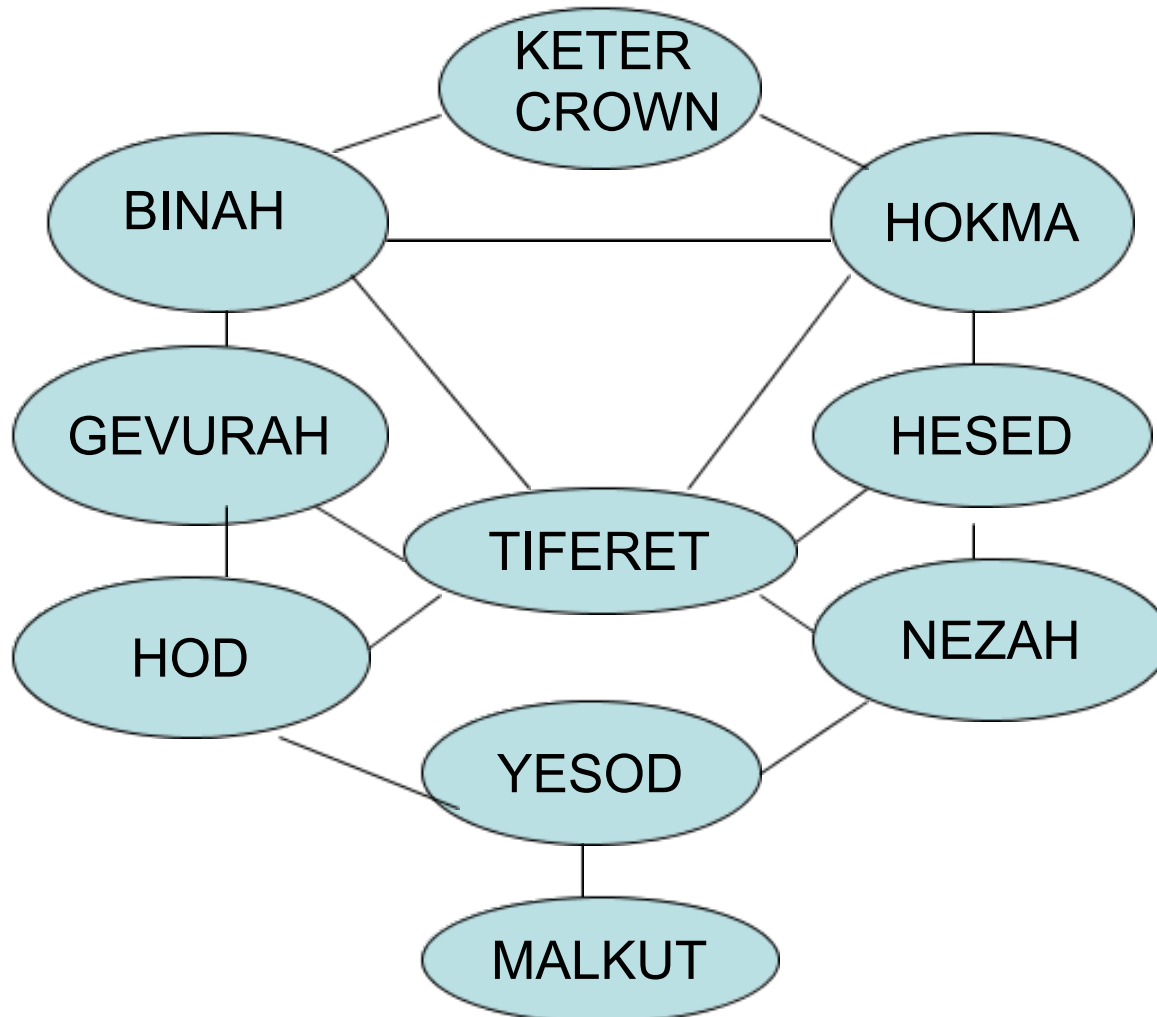 KETER
CROWN
BINAH
HOKMA
GEVURAH
HESED
TIFERET
HOD
NEZAH
YESOD
MALKUT